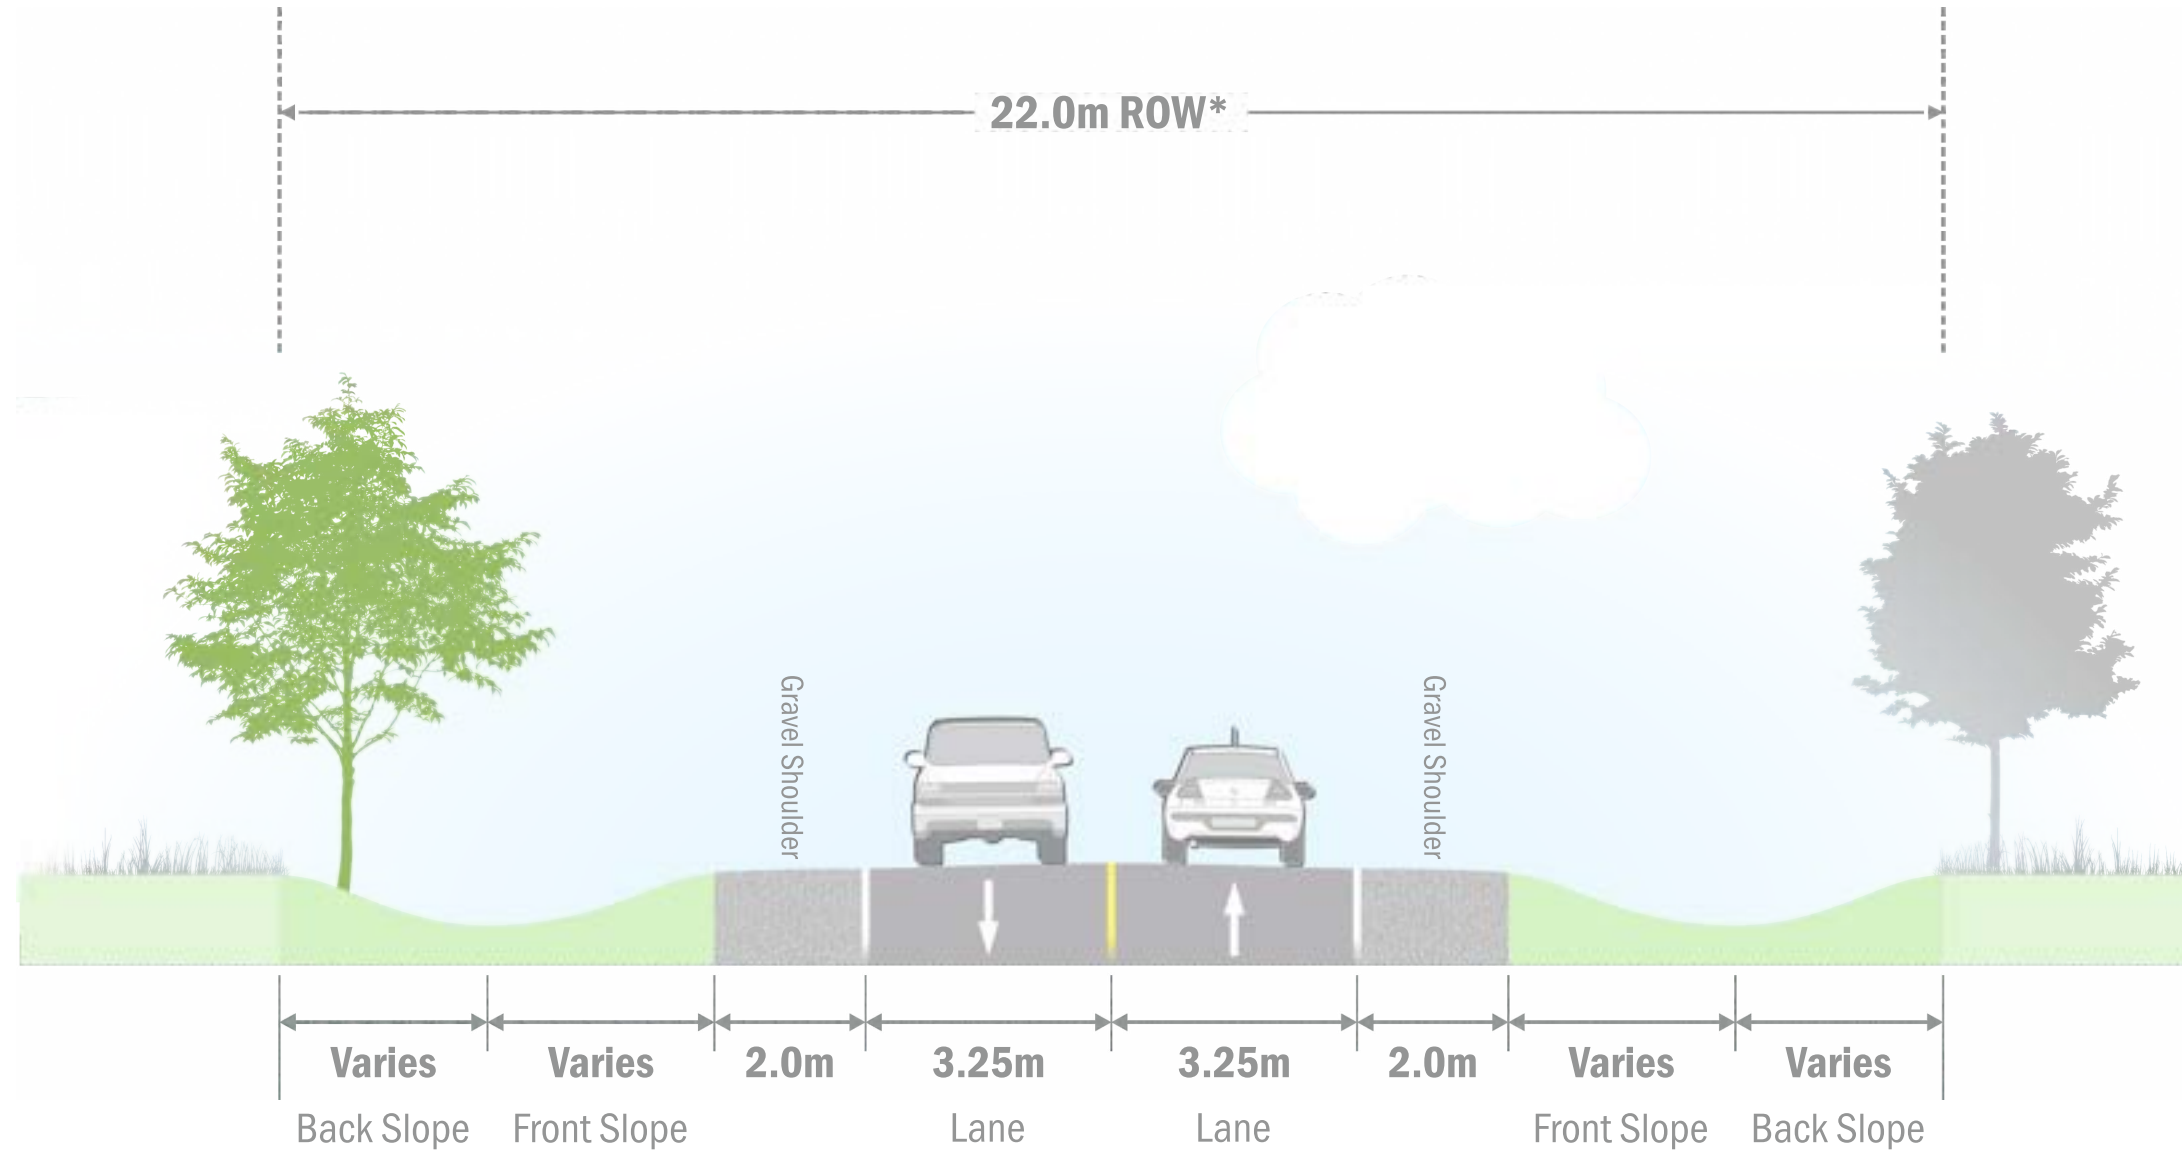 22.0m ROW*
Gravel Shoulder
Gravel Shoulder
Varies Varies 2.0m 3.25m 3.25m 2.0m Varies Varies
Back Slope Front Slope Lane Lane Front Slope Back Slope